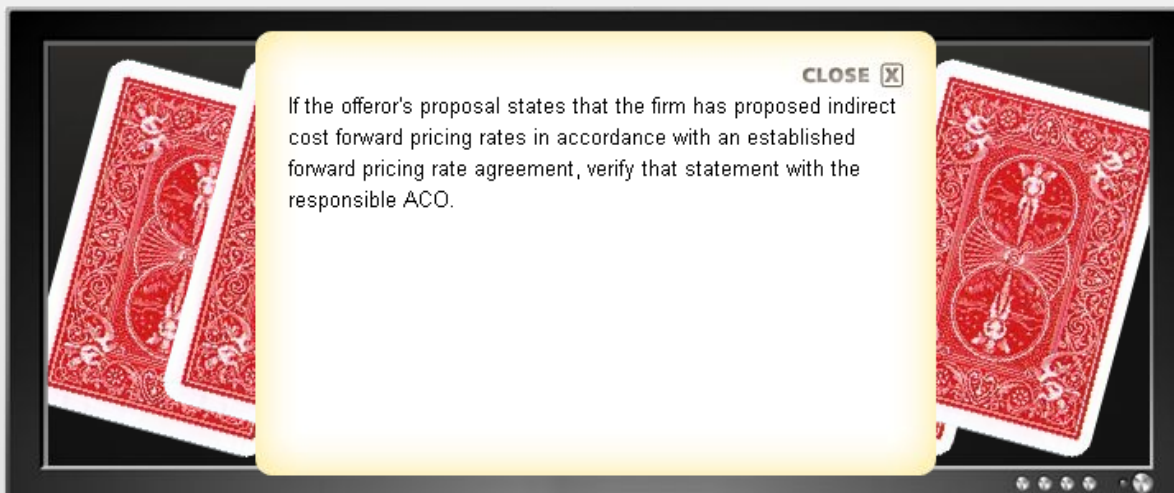 CLOSE X
If the offeror's proposal states that the firm has proposed indirect
cost forward pricing rates in accordance with an established
forward pricing rate agreement, verify that statement with the
responsible ACO.